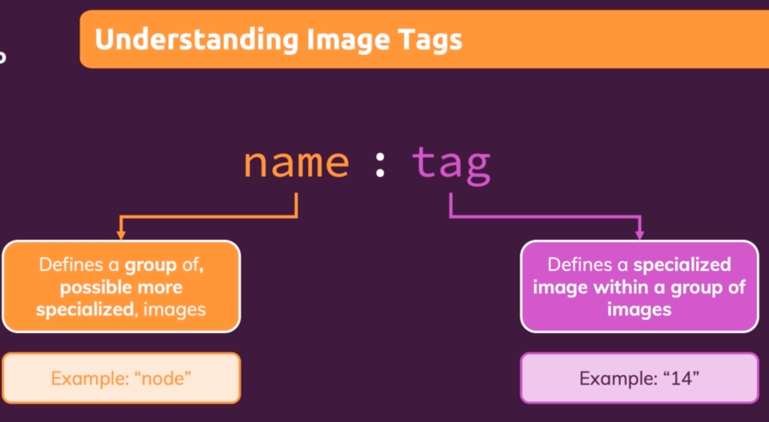 Understanding Image Tags
name : tag
Defines a group of,
possible more
specialized, images
Example: “node”
Defines a specialized
image within a group of
images
Example: “14”